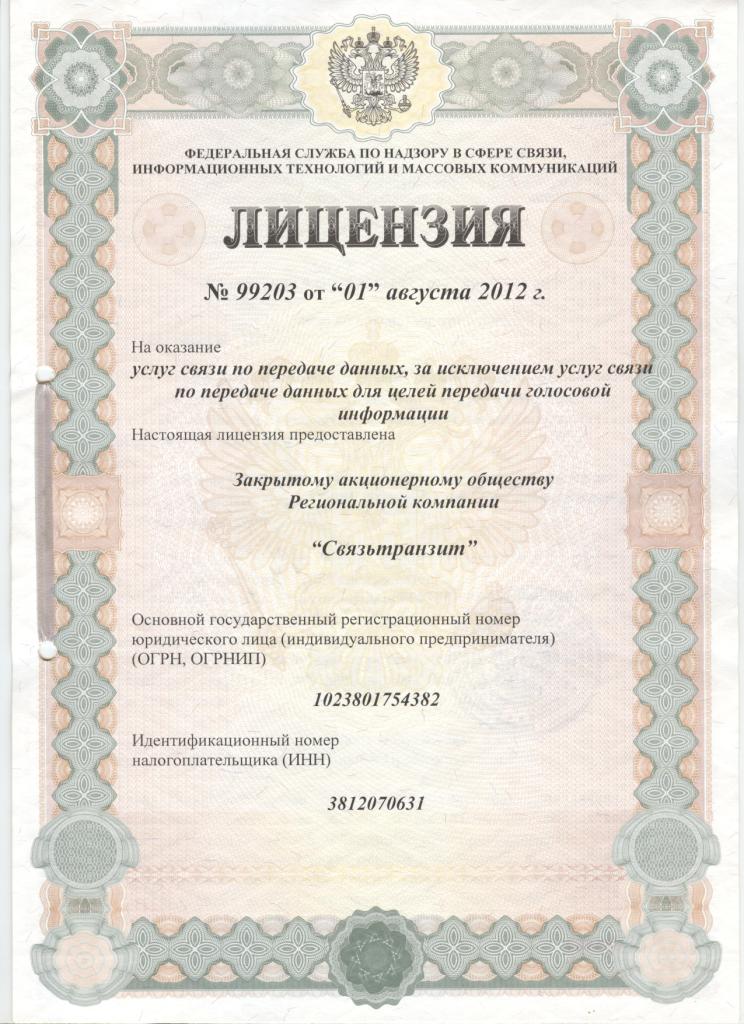 ФЕДЕРАЛЬНАЯ СЛУЖБА ПО НАДЗОРУ В СФЕРЕ СВЯЗИ,
ИНФОРМАЦИОННЫХ ТЕХНОЛОГИЙ И МАССОВЫХ КОММУНИКАЦИЙ
ЛИЦЕНЗИЯ
№ 99203 от “01” августа 2012 г.
На оказание
услуг связи по передаче данных, за исключением услуг связи
по передаче данных для целей передачи голосовой
информации
Настоящая лицензия предоставлена
Закрытому акционерному обществу
Региональной компании
“Связьтранзит”
Основной государственный регистрационный номер
юридического лица (индивидуального предпринимателя)
(ОГРН, ОГРНИП)
1023801754382
Идентификационный номер
налогоплательщика (ИНН)
3812070631